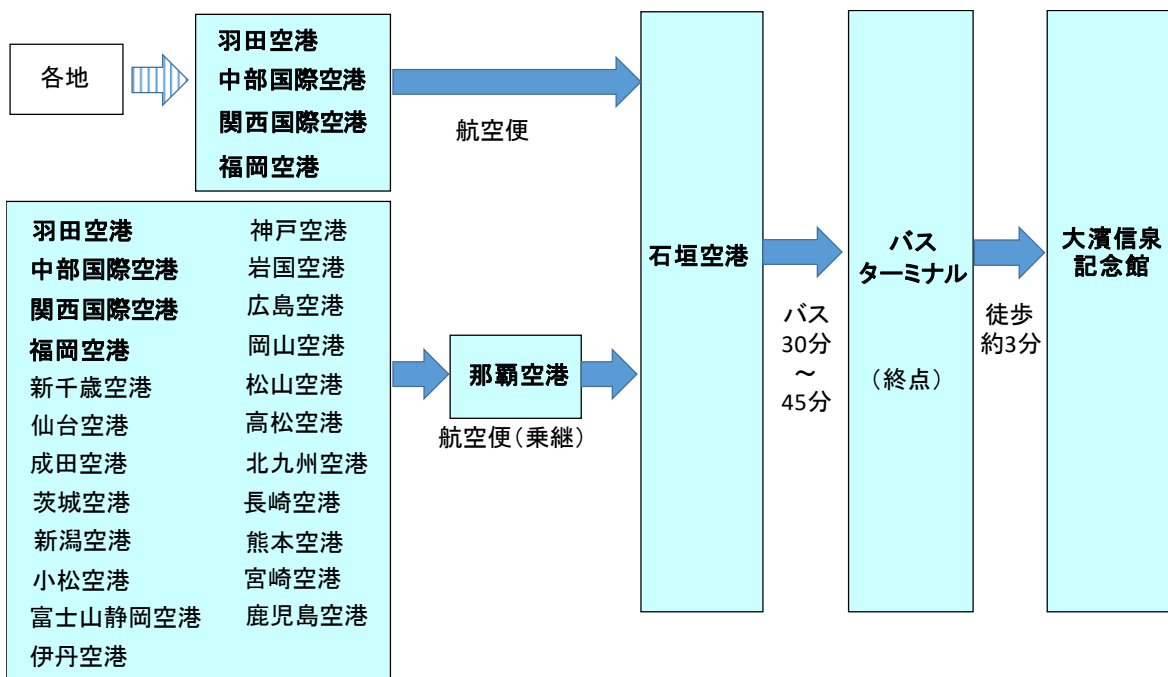 各地
羽田空港
中部国際空港
関西国際空港
福岡空港
航空便
羽田空港
中部国際空港
関西国際空港
福岡空港
新千歳空港
仙台空港
成田空港
茨城空港
新潟空港
小松空港
富士山静岡空港
伊丹空港
神戸空港
岩国空港
広島空港
岡山空港
松山空港
高松空港
北九州空港
長崎空港
熊本空港
宮崎空港
鹿児島空港
那覇空港
航空便（乗継）
石垣空港
バス
30分
～
45分
バス
ターミナル
（終点）
徒歩
約3分
大濱信泉
記念館